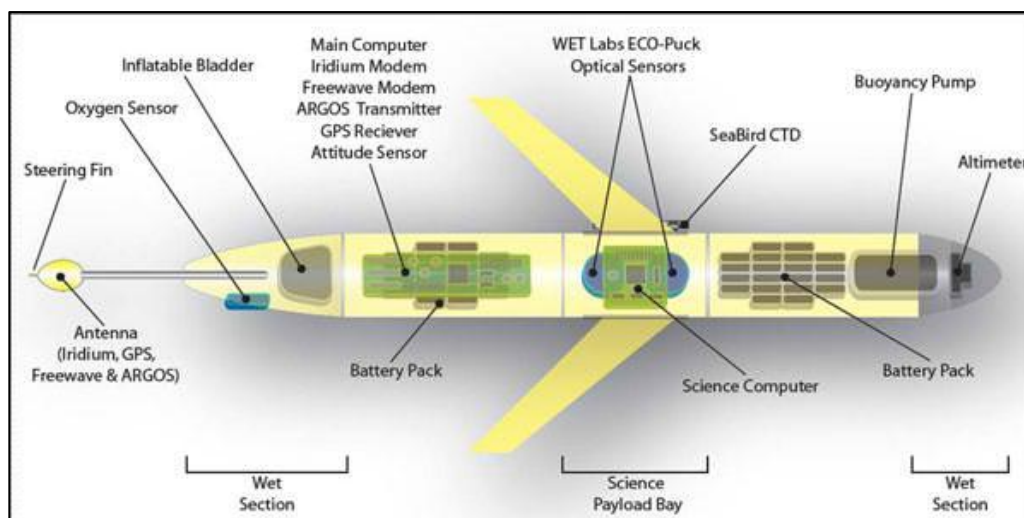 Main Computer
Iridium Modem
Freewave Modem
ARGOS Transmitter
GPS Reciever
Attitude Sensor
Inflatable Bladder
Oxygen Sensor
Steering Fin
WET Labs ECO-Puck
Optical Sensors
SeaBird CTD
Buoyancy Pump
Altimeter
Antenna
(Iridium, GPS,
Freewave & ARGOS)
Battery Pack
Science Computer
Battery Pack
Wet
Section
Science
Payload Bay
Wet
Section